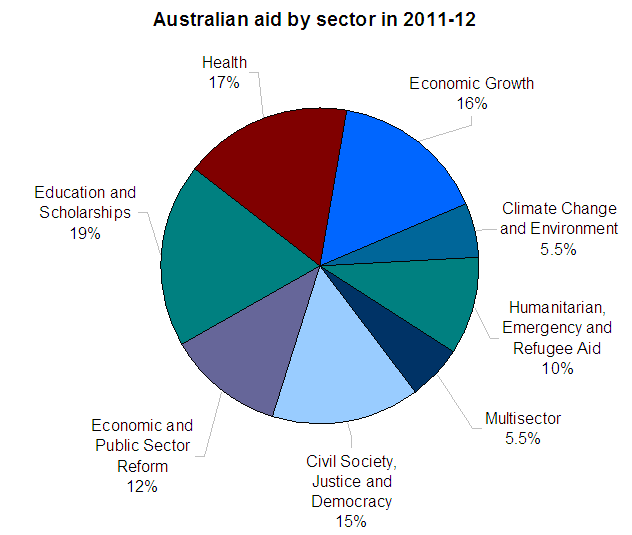 Australian aid by sector in 2011-12
Health
17%
Economic Growth
16%
Education and
Scholarships
19%
Climate Change
and Environment
5.5%
Humanitarian,
Emergency and
Refugee Aid
10%
Multisector
5.5%
Economic and
Public Sector
Reform
12%
Civil Society,
Justice and
Democracy
15%